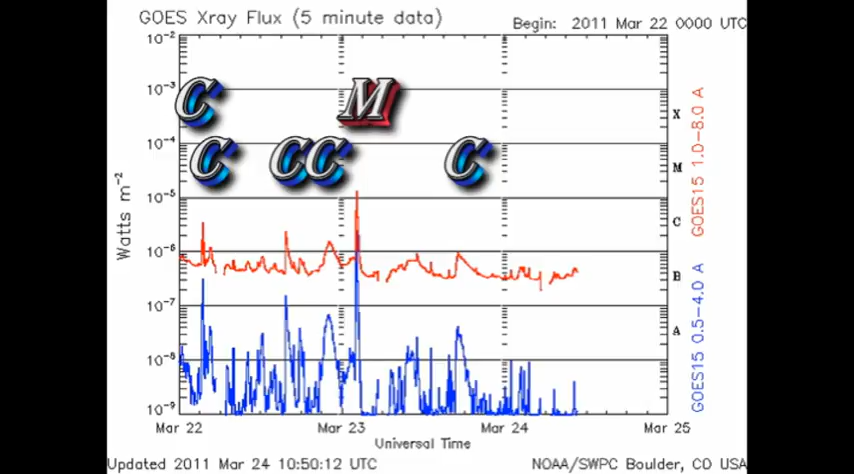 GOES Xray Flux (5 minute data)
Begin: 2011 Mar 22 0000 UTC
10⁻²
10⁻³
10⁻⁴
10⁻⁵
10⁻⁶
10⁻⁷
10⁻⁸
10⁻⁹
Watts m⁻²
C M
C C C C
X
M
C
B
A
GOES15 1.0-8.0 A
GOES15 0.5-4.0 A
Mar 22 Mar 23 Mar 24 Mar 25
Universal Time
Updated 2011 Mar 24 10:50:12 UTC
NOAA/SWPC Boulder, CO USA